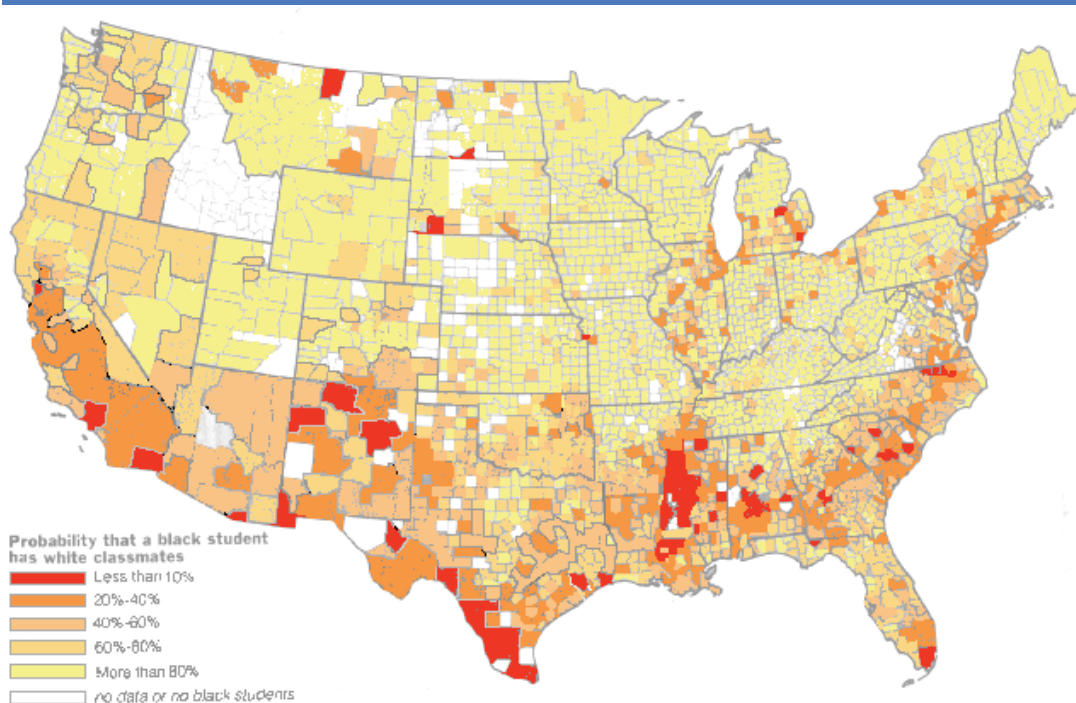 Probability that a black student
has white classmates
Less than 10%
20%-40%
40%-60%
60%-80%
More than 80%
no data or no black students